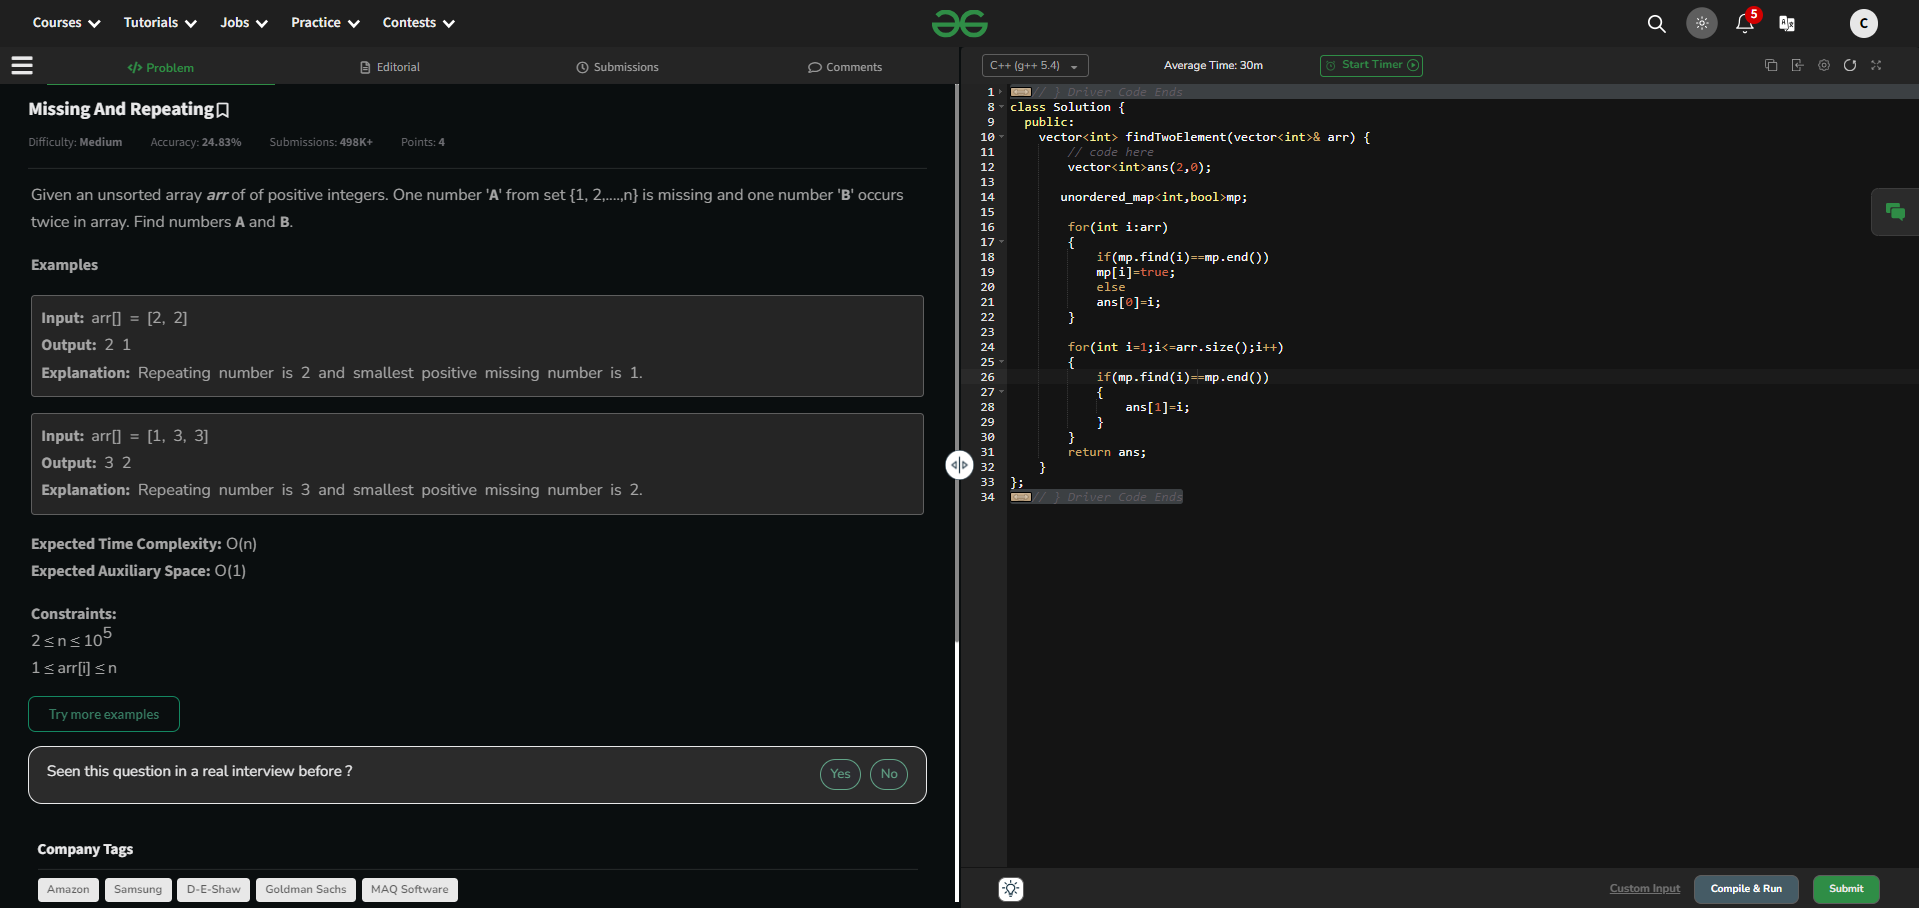 Courses Tutorials Jobs Practice Contests 5 C
Problem Editorial Submissions Comments
C++ (g++ 5.4) Average Time: 30m Start Timer
Missing And Repeating
Difficulty: Medium Accuracy: 24.83% Submissions: 498K+ Points: 4
Given an unsorted array arr of of positive integers. One number 'A' from set {1, 2,....,n} is missing and one number 'B' occurs
twice in array. Find numbers A and B.
Examples
Input: arr[] = [2, 2]
Output: 2 1
Explanation: Repeating number is 2 and smallest positive missing number is 1.
Input: arr[] = [1, 3, 3]
Output: 3 2
Explanation: Repeating number is 3 and smallest positive missing number is 2.
Expected Time Complexity: O(n)
Expected Auxiliary Space: O(1)
Constraints:
2 ≤ n ≤ 10^5
1 ≤ arr[i] ≤ n
Try more examples
Seen this question in a real interview before ? Yes No
Company Tags
Amazon Samsung D-E-Shaw Goldman Sachs MAQ Software
1 // } Driver Code Ends
8 class Solution {
9 public:
10 vector<int> findTwoElement(vector<int>& arr) {
11 // code here
12 vector<int>ans(2,0);
13
14 unordered_map<int,bool>mp;
15
16 for(int i:arr)
17 {
18 if(mp.find(i)==mp.end())
19 mp[i]=true;
20 else
21 ans[0]=i;
22 }
23
24 for(int i=1;i<=arr.size();i++)
25 {
26 if(mp.find(i)==mp.end())
27 {
28 ans[1]=i;
29 }
30 }
31 return ans;
32 }
33 };
34 // } Driver Code Ends
Custom Input Compile & Run Submit